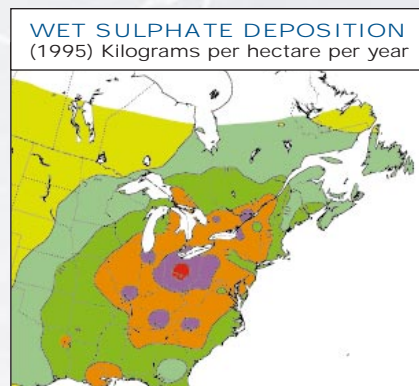 WET SULPHATE DEPOSITION
(1995) Kilograms per hectare per year